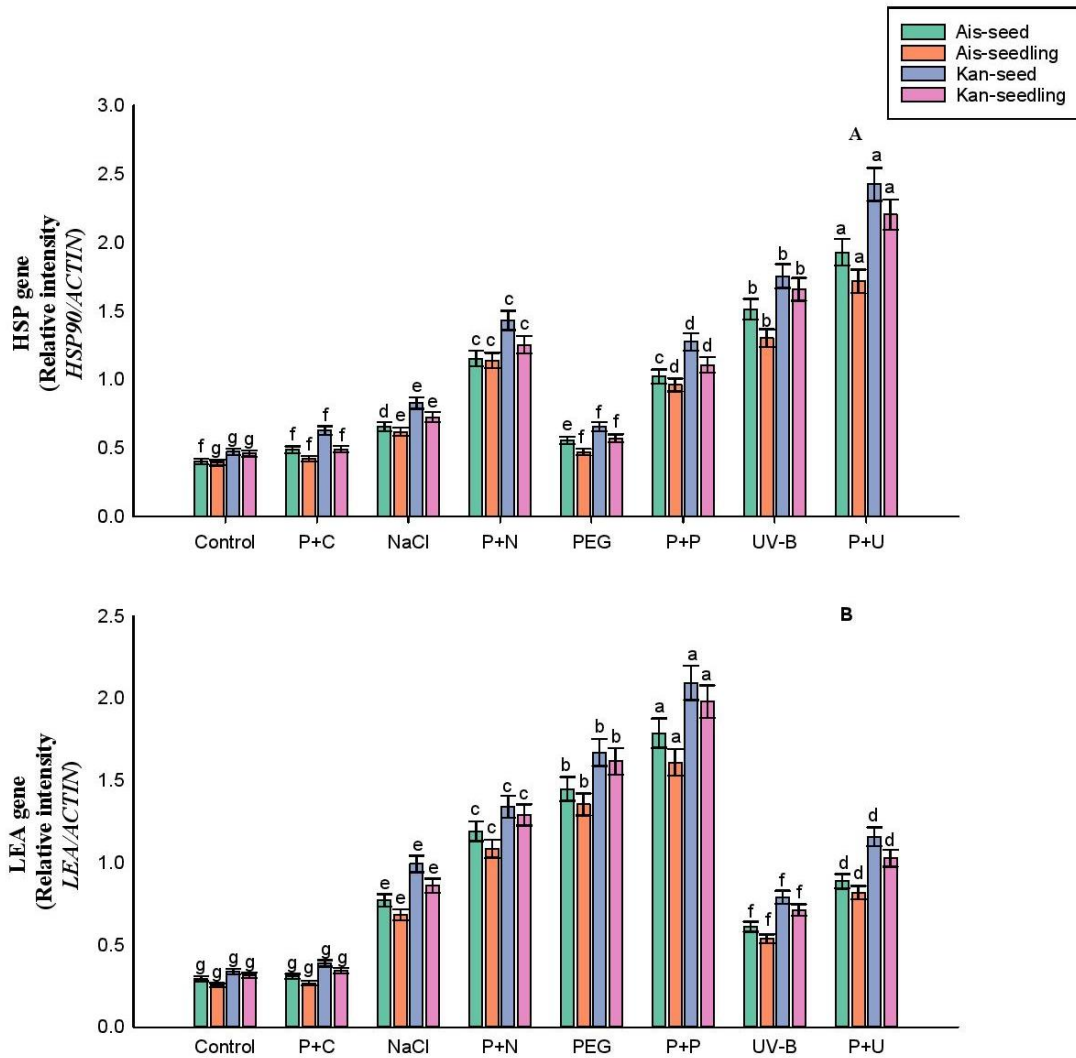 Ais-seed
Ais-seedling
Kan-seed
Kan-seedling
A
HSP gene
(Relative intensity
HSP90/ACTIN)
3.0
2.5
2.0
1.5
1.0
0.5
0.0
f g g g f f f f d e e e c c c c e f f f c d d d b b b b a a a a
Control P+C NaCl P+N PEG P+P UV-B P+U
B
LEA gene
(Relative intensity
LEA/ACTIN)
2.5
2.0
1.5
1.0
0.5
0.0
g g g g g g g g e e e e c c c c b b b b a a a a f f f f d d d d
Control P+C NaCl P+N PEG P+P UV-B P+U